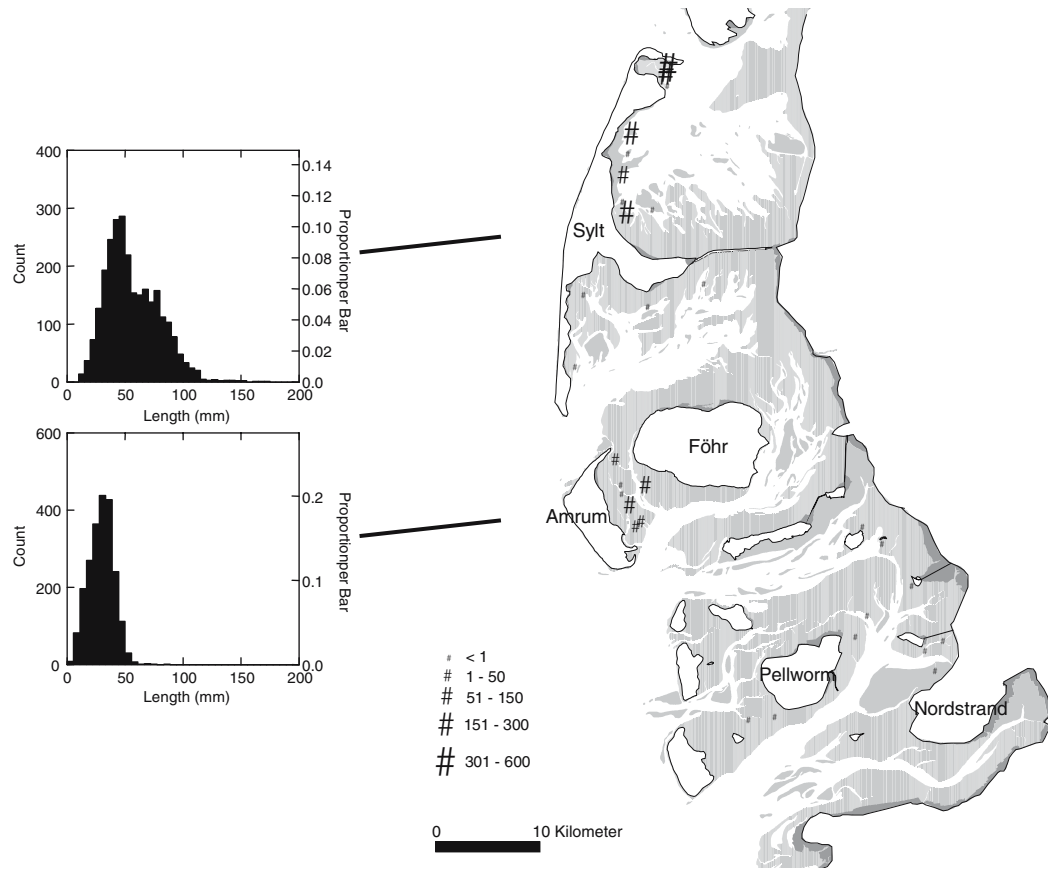 400
300
200
100
0
Count
0.14
0.12
0.10
0.08
0.06
0.04
0.02
0.0
Proportionper Bar
0 50 100 150 200
Length (mm)
600
400
200
0
Count
0.2
0.1
0.0
Proportionper Bar
0 50 100 150 200
Length (mm)
Sylt
Föhr
Amrum
Pellworm
Nordstrand
# < 1
# 1 - 50
# 51 - 150
# 151 - 300
# 301 - 600
0 10 Kilometer